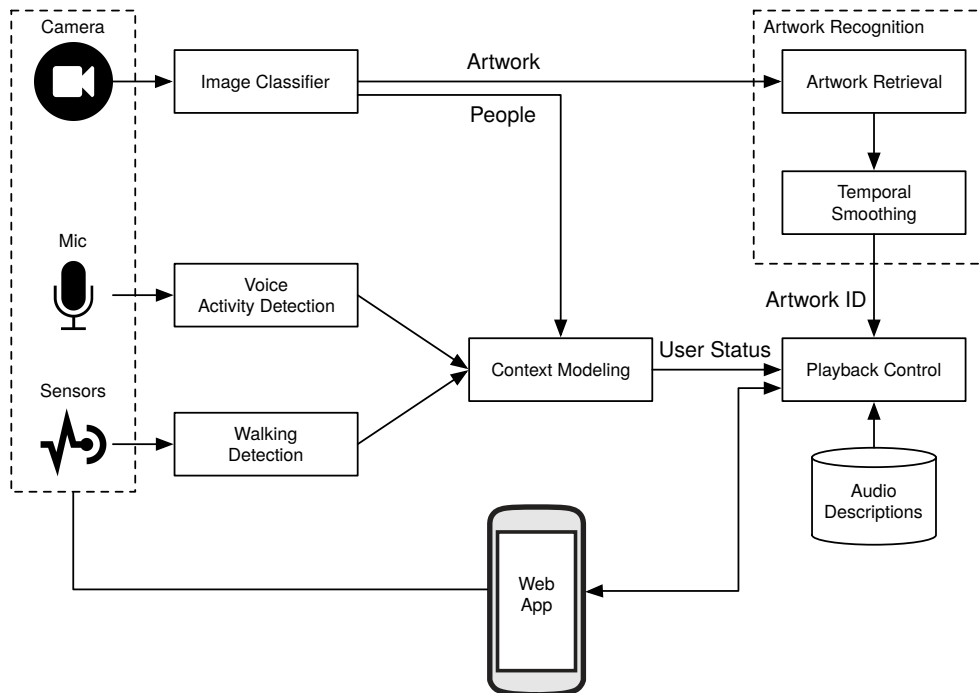 Camera
Artwork Recognition
Artwork
Image Classifier
Artwork Retrieval
People
Temporal
Smoothing
Mic
Voice
Activity Detection
Artwork ID
User Status
Context Modeling
Playback Control
Sensors
Walking
Detection
Audio
Descriptions
Web
App